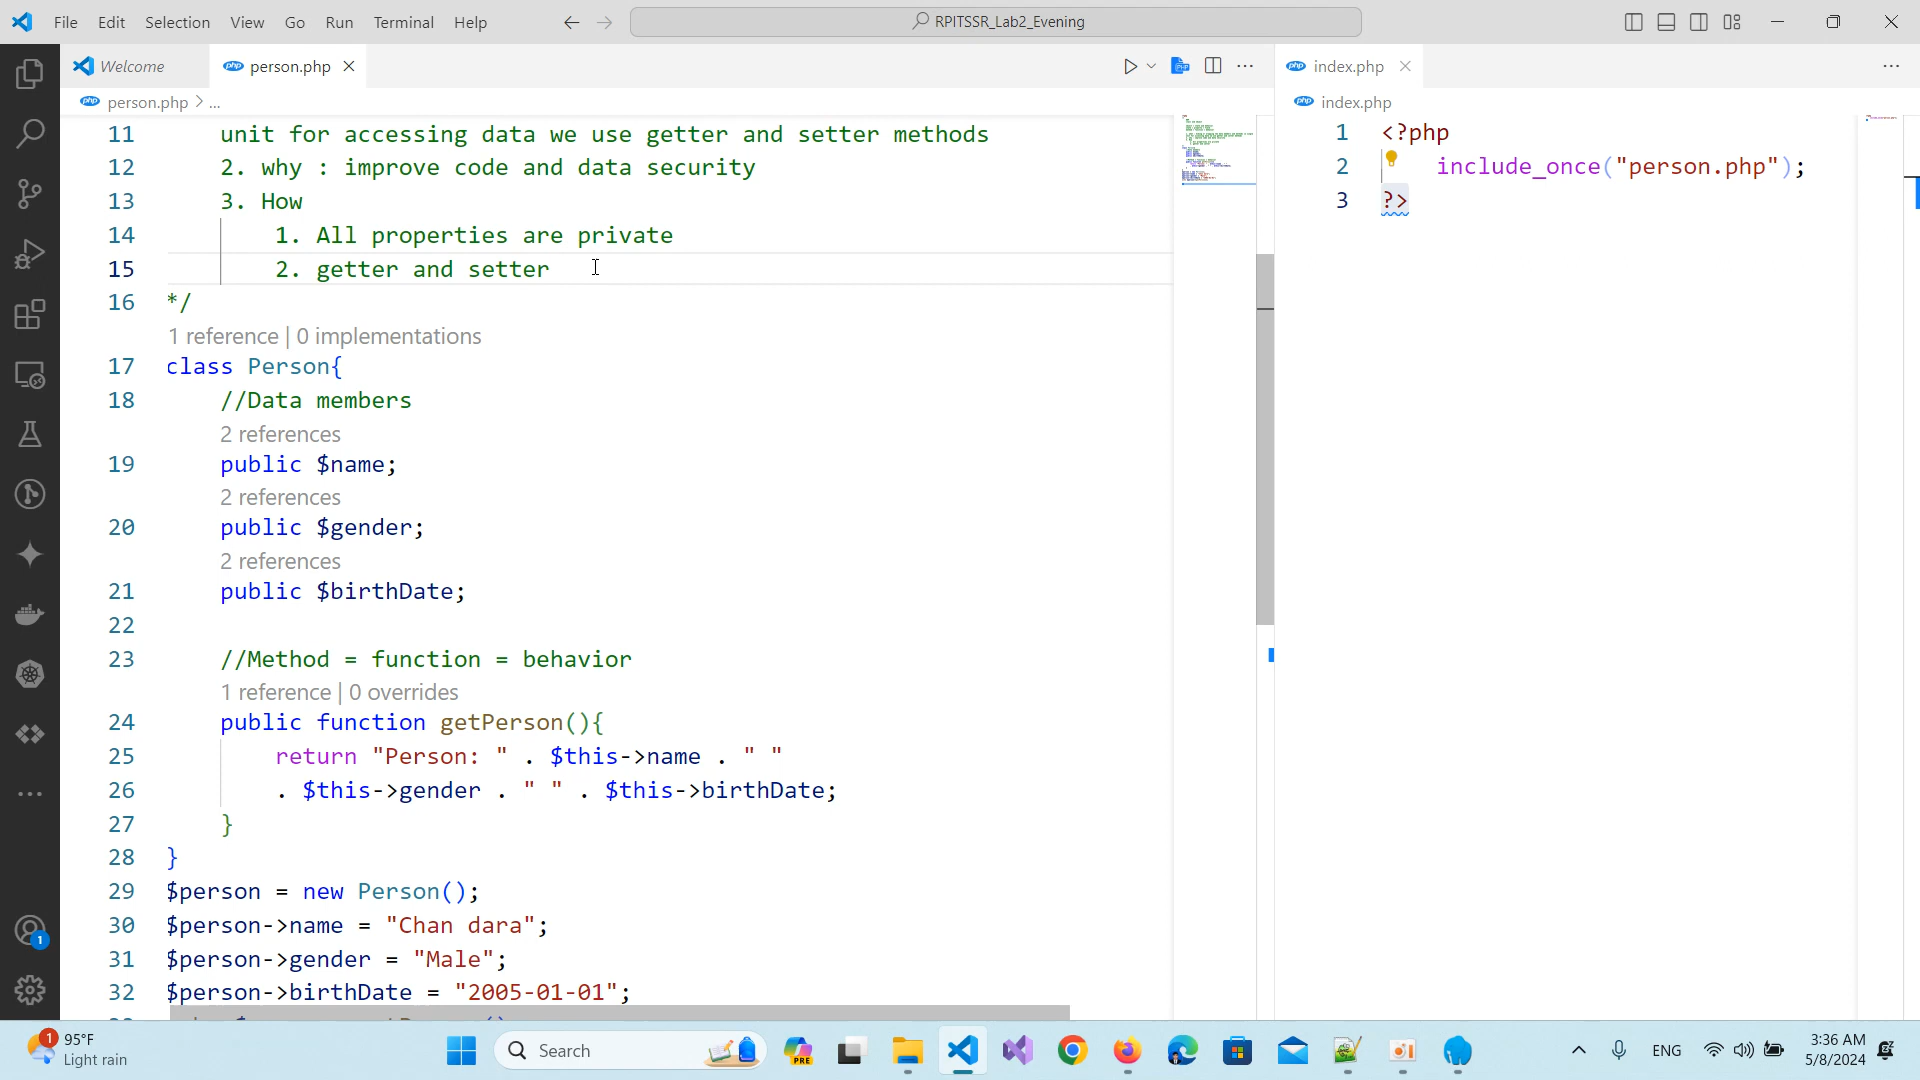 File Edit Selection View Go Run Terminal Help
RPITSSR_Lab2_Evening
Welcome
person.php
index.php
person.php > ...
index.php
11 unit for accessing data we use getter and setter methods
12 2. why : improve code and data security
13 3. How
14 1. All properties are private
15 2. getter and setter
16 */
1 reference | 0 implementations
17 class Person{
18 //Data members
2 references
19 public $name;
2 references
20 public $gender;
2 references
21 public $birthDate;
22
23 //Method = function = behavior
1 reference | 0 overrides
24 public function getPerson(){
25 return "Person: " . $this->name . " "
26 . $this->gender . " " . $this->birthDate;
27 }
28 }
29 $person = new Person();
30 $person->name = "Chan dara";
31 $person->gender = "Male";
32 $person->birthDate = "2005-01-01";
1 <?php
2 include_once("person.php");
3 ?>
1
1
95°F
Light rain
Search
PRE
ENG
3:36 AM
5/8/2024